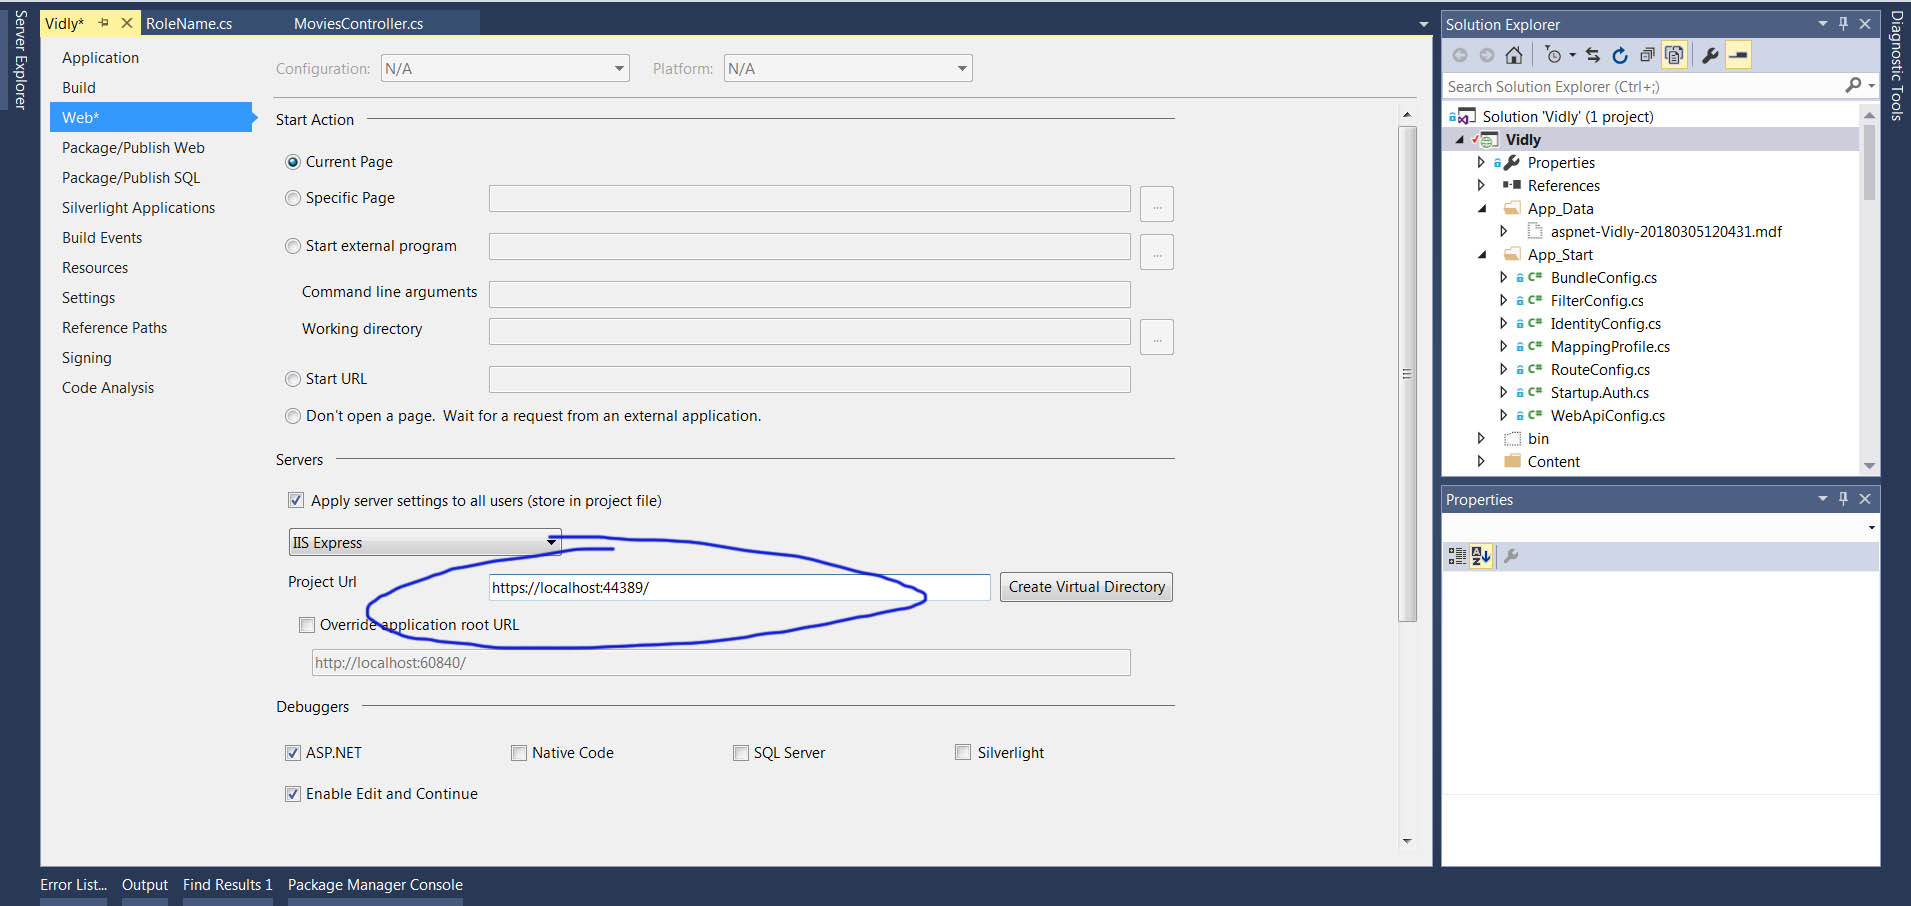 Server Explorer
Vidly*
RoleName.cs
MoviesController.cs
Application
Build
Web*
Package/Publish Web
Package/Publish SQL
Silverlight Applications
Build Events
Resources
Settings
Reference Paths
Signing
Code Analysis
Configuration: N/A Platform: N/A
Start Action
Current Page
Specific Page ...
Start external program ...
Command line arguments
Working directory ...
Start URL
Don't open a page. Wait for a request from an external application.
Servers
Apply server settings to all users (store in project file)
IIS Express
Project Url https://localhost:44389/ Create Virtual Directory
Override application root URL
http://localhost:60840/
Debuggers
ASP.NET Native Code SQL Server Silverlight
Enable Edit and Continue
Error List... Output Find Results 1 Package Manager Console
Solution Explorer
Search Solution Explorer (Ctrl+;)
Solution 'Vidly' (1 project)
Vidly
Properties
References
App_Data
aspnet-Vidly-20180305120431.mdf
App_Start
C# BundleConfig.cs
C# FilterConfig.cs
C# IdentityConfig.cs
C# MappingProfile.cs
C# RouteConfig.cs
C# Startup.Auth.cs
C# WebApiConfig.cs
bin
Content
Properties
Diagnostic Tools